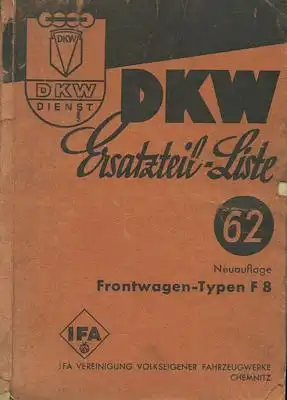 DKW
DKW
DIENST
DKW
Ersatzteil-Liste
62
Neuauflage
Frontwagen-Typen F 8
IFA
IFA VEREINIGUNG VOLKSEIGENER FAHRZEUGWERKE
CHEMNITZ